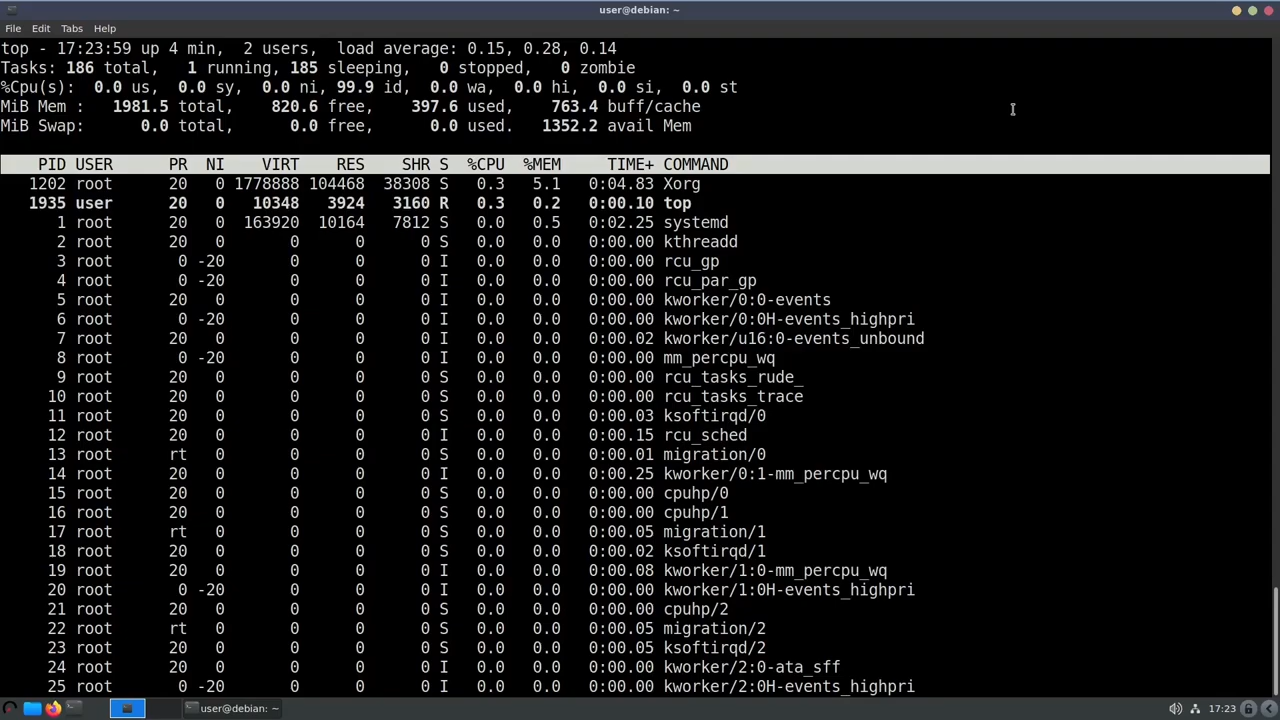 user@debian: ~
File Edit Tabs Help
top - 17:23:59 up 4 min,  2 users,  load average: 0.15, 0.28, 0.14
Tasks: 186 total,   1 running, 185 sleeping,   0 stopped,   0 zombie
%Cpu(s):  0.0 us,  0.0 sy,  0.0 ni, 99.9 id,  0.0 wa,  0.0 hi,  0.0 si,  0.0 st
MiB Mem :   1981.5 total,    820.6 free,    397.6 used,    763.4 buff/cache
MiB Swap:      0.0 total,      0.0 free,      0.0 used.   1352.2 avail Mem
PID USER      PR  NI    VIRT    RES    SHR S  %CPU  %MEM     TIME+ COMMAND
1202 root      20   0 1778888 104468  38308 S   0.3   5.1   0:04.83 Xorg
1935 user      20   0   10348   3924   3160 R   0.3   0.2   0:00.10 top
1 root      20   0  163920  10164   7812 S   0.0   0.5   0:02.25 systemd
2 root      20   0       0      0      0 S   0.0   0.0   0:00.00 kthreadd
3 root       0 -20       0      0      0 I   0.0   0.0   0:00.00 rcu_gp
4 root       0 -20       0      0      0 I   0.0   0.0   0:00.00 rcu_par_gp
5 root      20   0       0      0      0 I   0.0   0.0   0:00.00 kworker/0:0-events
6 root       0 -20       0      0      0 I   0.0   0.0   0:00.00 kworker/0:0H-events_highpri
7 root      20   0       0      0      0 I   0.0   0.0   0:00.02 kworker/u16:0-events_unbound
8 root       0 -20       0      0      0 I   0.0   0.0   0:00.00 mm_percpu_wq
9 root      20   0       0      0      0 S   0.0   0.0   0:00.00 rcu_tasks_rude_
10 root      20   0       0      0      0 S   0.0   0.0   0:00.00 rcu_tasks_trace
11 root      20   0       0      0      0 S   0.0   0.0   0:00.03 ksoftirqd/0
12 root      20   0       0      0      0 I   0.0   0.0   0:00.15 rcu_sched
13 root      rt   0       0      0      0 S   0.0   0.0   0:00.01 migration/0
14 root      20   0       0      0      0 I   0.0   0.0   0:00.25 kworker/0:1-mm_percpu_wq
15 root      20   0       0      0      0 S   0.0   0.0   0:00.00 cpuhp/0
16 root      20   0       0      0      0 S   0.0   0.0   0:00.00 cpuhp/1
17 root      rt   0       0      0      0 S   0.0   0.0   0:00.05 migration/1
18 root      20   0       0      0      0 S   0.0   0.0   0:00.02 ksoftirqd/1
19 root      20   0       0      0      0 I   0.0   0.0   0:00.08 kworker/1:0-mm_percpu_wq
20 root       0 -20       0      0      0 I   0.0   0.0   0:00.00 kworker/1:0H-events_highpri
21 root      20   0       0      0      0 S   0.0   0.0   0:00.00 cpuhp/2
22 root      rt   0       0      0      0 S   0.0   0.0   0:00.05 migration/2
23 root      20   0       0      0      0 S   0.0   0.0   0:00.05 ksoftirqd/2
24 root      20   0       0      0      0 I   0.0   0.0   0:00.00 kworker/2:0-ata_sff
25 root       0 -20       0      0      0 I   0.0   0.0   0:00.00 kworker/2:0H-events_highpri
user@debian: ~ 17:23